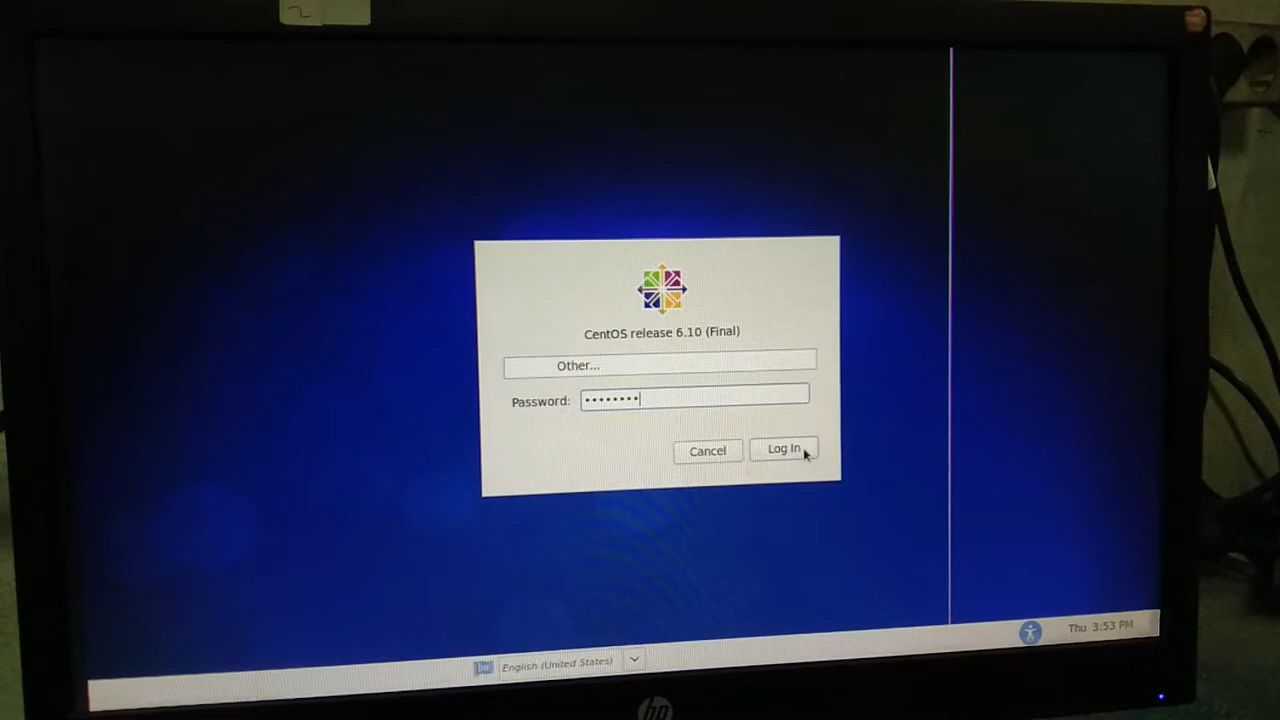 CentOS release 6.10 (Final)
Other...
Password: ••••••••
Cancel
Log In
Thu 3:53 PM
English (United States)
hp